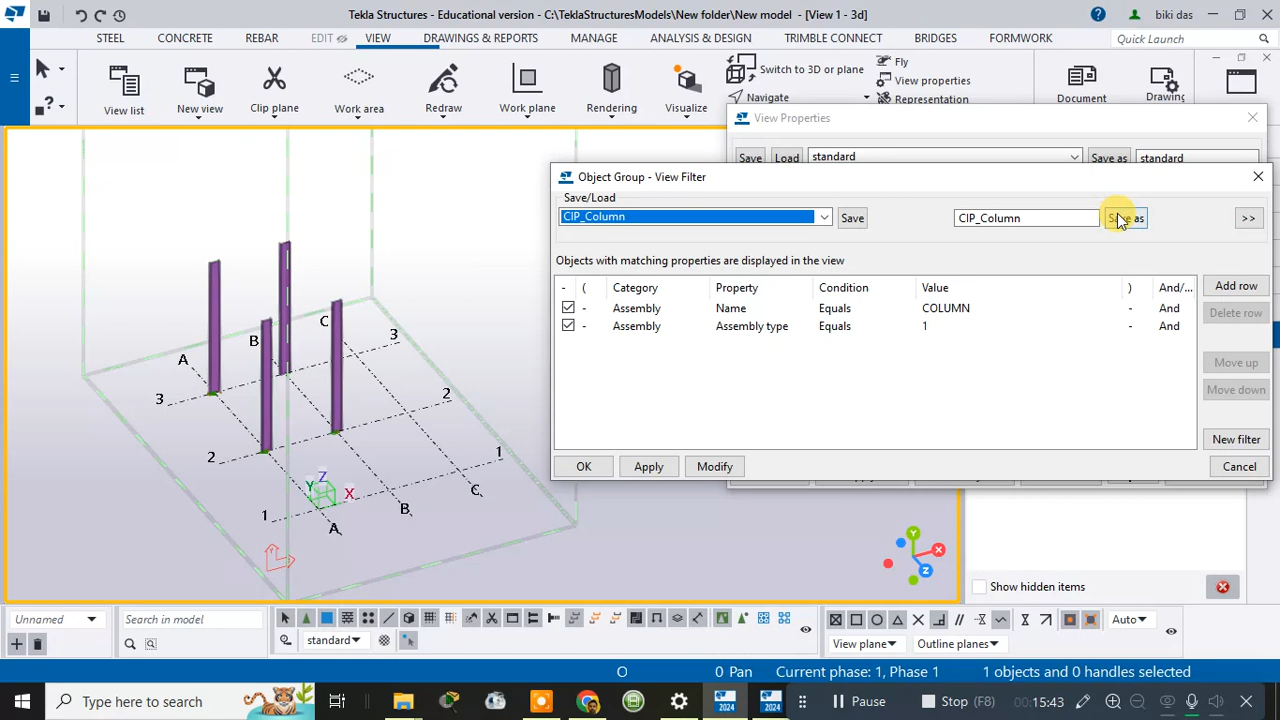 Tekla Structures - Educational version - C:\TeklaStructuresModels\New folder\New model - [View 1 - 3d]
biki das
STEEL CONCRETE REBAR EDIT VIEW DRAWINGS & REPORTS MANAGE ANALYSIS & DESIGN TRIMBLE CONNECT BRIDGES FORMWORK Quick Launch
Switch to 3D or plane Fly
View properties
Navigate Representation
View list New view Clip plane Work area Redraw Work plane Rendering Visualize Document Drawing
View Properties
Save Load standard Save as standard
Object Group - View Filter
Save/Load
CIP_Column Save CIP_Column Save as >>
Objects with matching properties are displayed in the view
- ( Category Property Condition Value ) And/...
- Assembly Name Equals COLUMN - And
- Assembly Assembly type Equals 1 - And
Add row
Delete row
Move up
Move down
New filter
OK Apply Modify Cancel
C
3
B
A
3
2
2
1
Z
Y X
C
B
1
A
Y
X
Z
Y
X
Show hidden items
Unnamed Search in model Auto
standard View plane Outline planes
O 0 Pan Current phase: 1, Phase 1 1 objects and 0 handles selected
Type here to search 2024 2024 Pause Stop (F8) 00:15:43